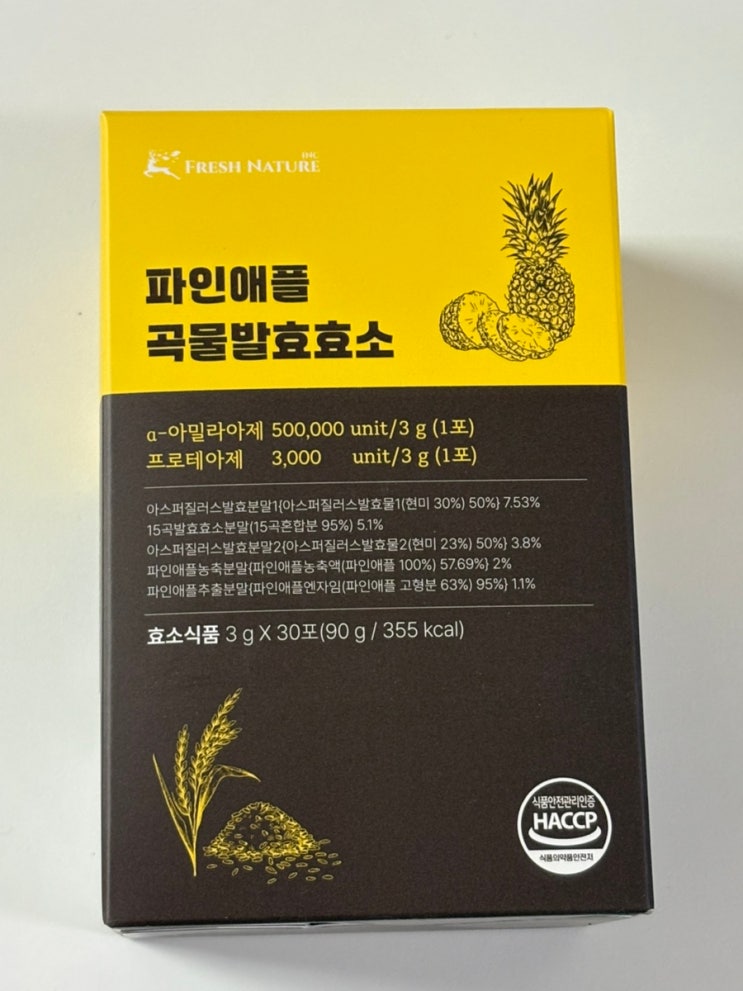 FRESH NATURE INC
파인애플
곡물발효효소
α-아밀라아제 500,000 unit/3 g (1포)
프로테아제 3,000 unit/3 g (1포)
아스퍼질러스발효분말1{아스퍼질러스발효물1(현미 30%) 50%} 7.53%
15곡발효효소분말(15곡혼합분 95%) 5.1%
아스퍼질러스발효분말2{아스퍼질러스발효물2(현미 23%) 50%} 3.8%
파인애플농축분말{파인애플농축액(파인애플 100%) 57.69%} 2%
파인애플추출분말{파인애플엔자임(파인애플 고형분 63%) 95%} 1.1%
효소식품 3 g X 30포(90 g / 355 kcal)
식품안전관리인증
HACCP
식품의약품안전처